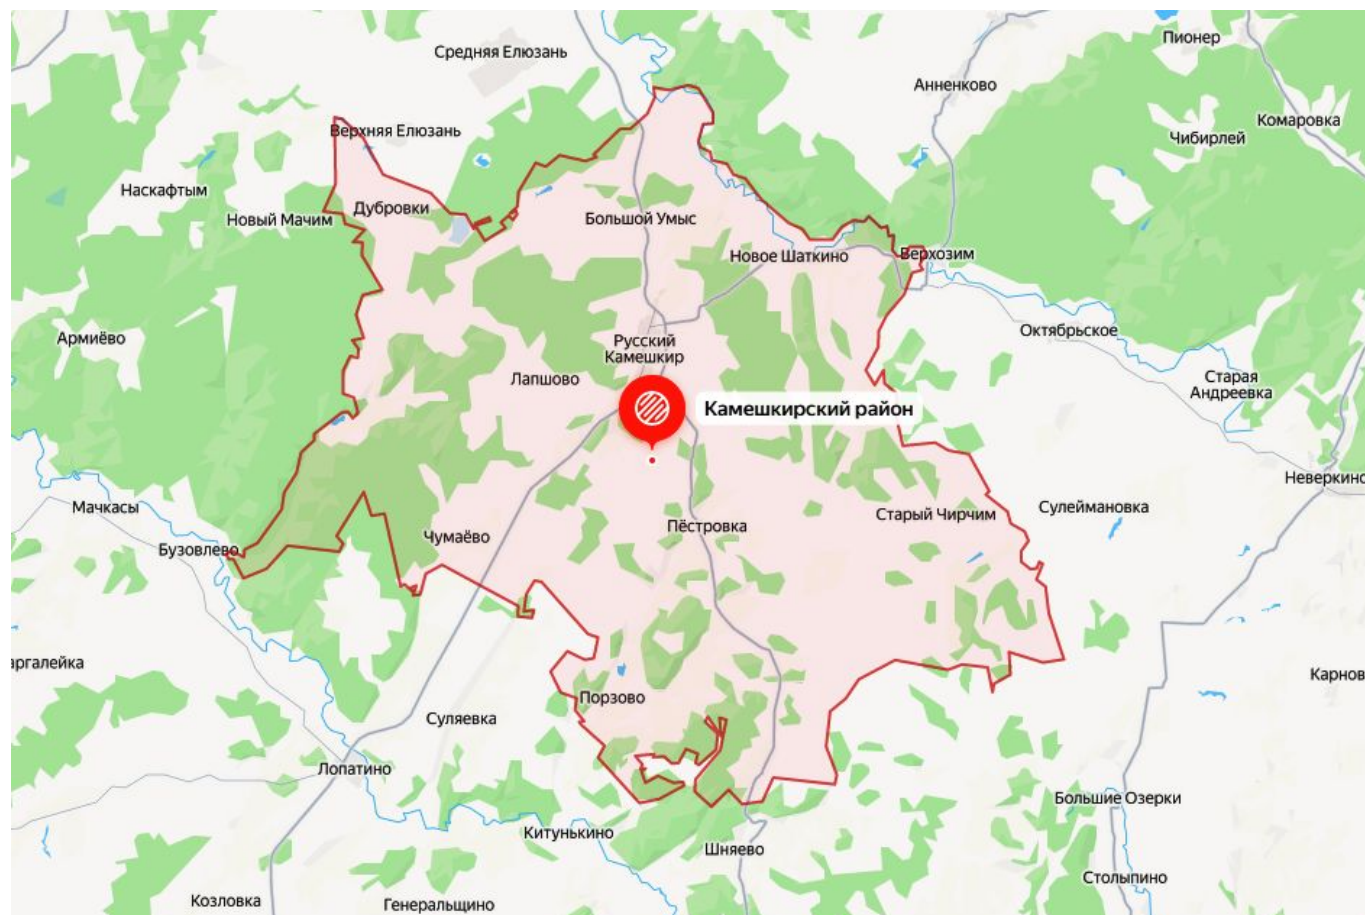 Пионер
Средняя Елюзань
Анненково
Комаровка
Верхняя Елюзань
Чибирлей
Наскафтым
Дубровки
Новый Мачим
Большой Умыс
Новое Шаткино
Верхозим
Армиёво
Октябрьское
Русский
Камешкир
Лапшово
Старая
Андреевка
Камешкирский район
Неверкино
Мачкасы
Сулеймановка
Старый Чирчим
Пёстровка
Чумаёво
Бузовлево
аргалейка
Карнов
Порзово
Суляевка
Лопатино
Большие Озерки
Китунькино
Шняево
Столыпино
Козловка
Генеральщино